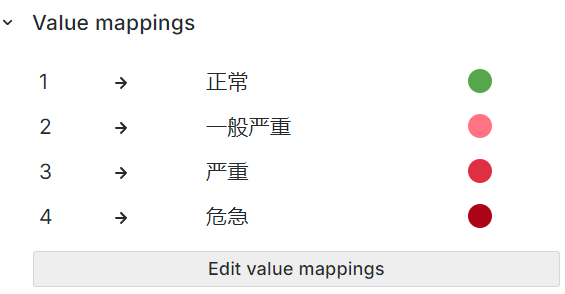 Value mappings
1 → 正常
2 → 一般严重
3 → 严重
4 → 危急
Edit value mappings